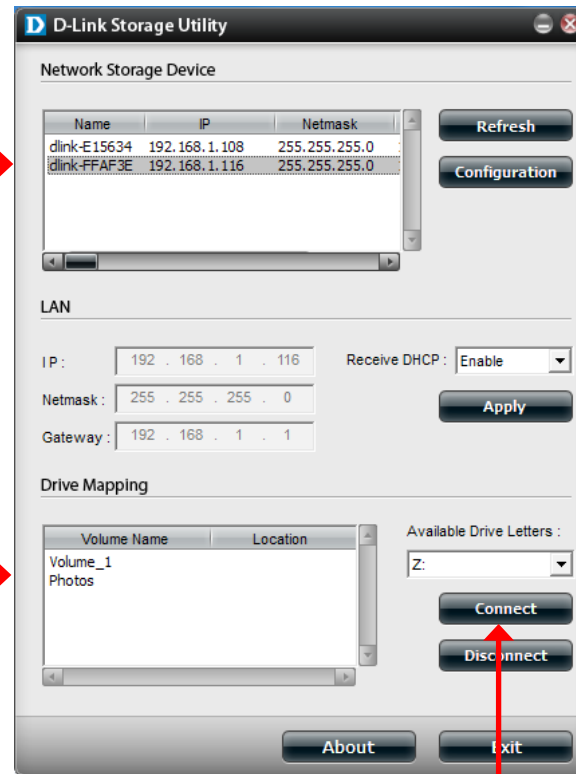 D-Link Storage Utility
Network Storage Device
Name IP Netmask
dlink-E15634 192.168.1.108 255.255.255.0
dlink-FFAF3E 192.168.1.116 255.255.255.0
Refresh
Configuration
LAN
IP : 192 . 168 . 1 . 116
Receive DHCP : Enable
Netmask : 255 . 255 . 255 . 0
Apply
Gateway : 192 . 168 . 1 . 1
Drive Mapping
Volume Name Location
Volume_1
Photos
Available Drive Letters :
Z:
Connect
Disconnect
About
Exit